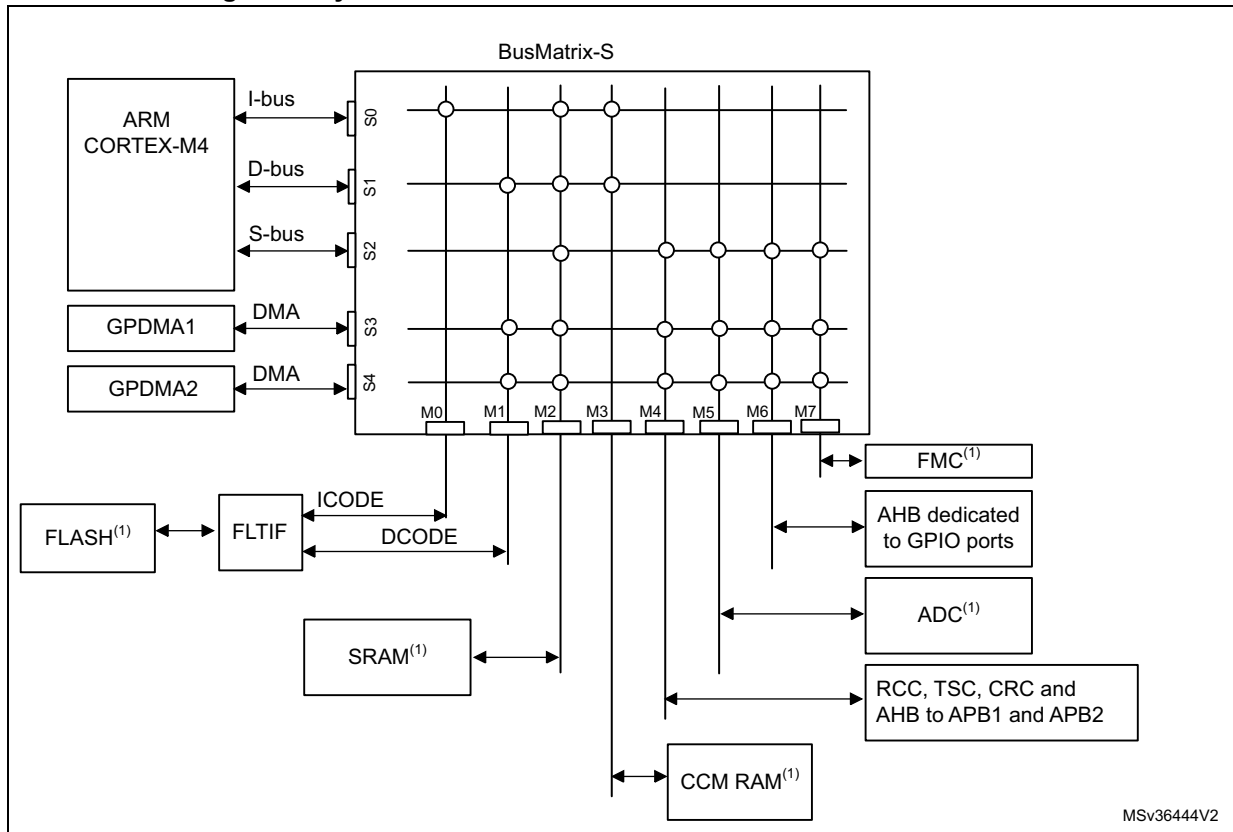 BusMatrix-S
ARM
CORTEX-M4
I-bus
S0
D-bus
S1
S-bus
S2
GPDMA1
DMA
S3
GPDMA2
DMA
S4
M0 M1 M2 M3 M4 M5 M6 M7
FMC(1)
ICODE
FLASH(1)
FLTIF
DCODE
AHB dedicated
to GPIO ports
ADC(1)
SRAM(1)
RCC, TSC, CRC and
AHB to APB1 and APB2
CCM RAM(1)
MSv36444V2